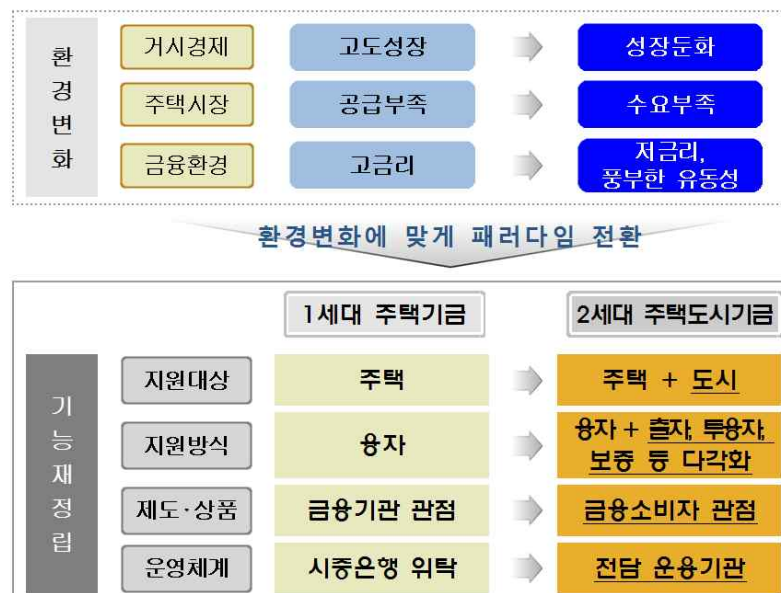 환경변화
거시경제 고도성장 성장둔화
주택시장 공급부족 수요부족
금융환경 고금리 저금리,
풍부한 유동성
환경변화에 맞게 패러다임 전환
1세대 주택기금 2세대 주택도시기금
기능재정립
지원대상 주택 주택 + 도시
지원방식 융자 융자 + 출자, 투융자,
보증 등 다각화
제도·상품 금융기관 관점 금융소비자 관점
운영체계 시중은행 위탁 전담 운용기관